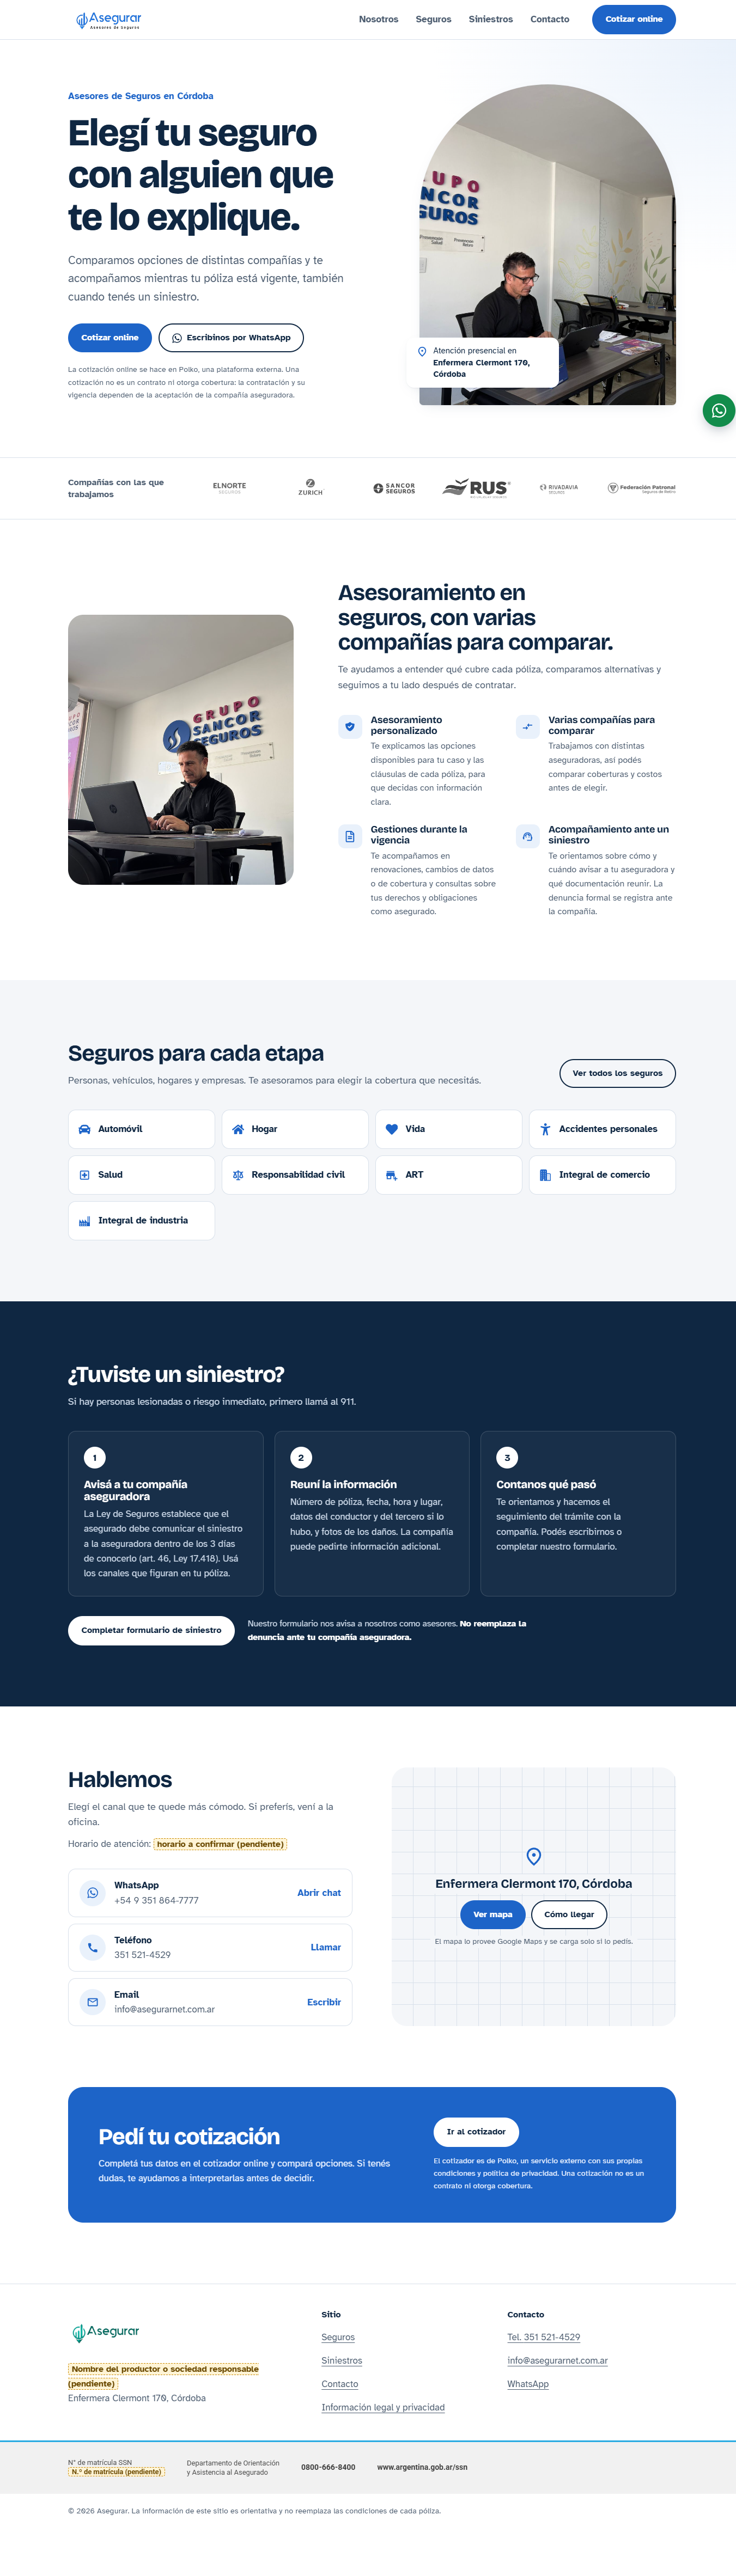 Asegurar
Asesores de Seguros
Nosotros
Seguros
Siniestros
Contacto
Cotizar online
Asesores de Seguros en Córdoba
Elegí tu seguro
con alguien que
te lo explique.
Comparamos opciones de distintas compañías y te
acompañamos mientras tu póliza está vigente, también
cuando tenés un siniestro.
Cotizar online
Escribinos por WhatsApp
La cotización online se hace en Polko, una plataforma externa. Una
cotización no es un contrato ni otorga cobertura: la contratación y su
vigencia dependen de la aceptación de la compañía aseguradora.
UPO
NCOR
GUROS
Atención presencial en
Enfermera Clermont 170,
Córdoba
Compañías con las que
trabajamos
ELNORTE
SEGUROS
ZURICH
SANCOR
SEGUROS
RUS
RIVADAVIA
SEGUROS
Federación Patronal
Seguros de Retiro
GRUPO
SANCOR
SEGUROS
Asesoramiento en
seguros, con varias
compañías para comparar.
Te ayudamos a entender qué cubre cada póliza, comparamos alternativas y
seguimos a tu lado después de contratar.
Asesoramiento
personalizado
Te explicamos las opciones
disponibles para tu caso y las
cláusulas de cada póliza, para
que decidas con información
clara.
Varias compañías para
comparar
Trabajamos con distintas
aseguradoras, así podés
comparar coberturas y costos
antes de elegir.
Gestiones durante la
vigencia
Te acompañamos en
renovaciones, cambios de datos
o de cobertura y consultas sobre
tus derechos y obligaciones
como asegurado.
Acompañamiento ante un
siniestro
Te orientamos sobre cómo y
cuándo avisar a tu aseguradora y
qué documentación reunir. La
denuncia formal se registra ante
la compañía.
Seguros para cada etapa
Personas, vehículos, hogares y empresas. Te asesoramos para elegir la cobertura que necesitás.
Ver todos los seguros
Automóvil
Hogar
Vida
Accidentes personales
Salud
Responsabilidad civil
ART
Integral de comercio
Integral de industria
¿Tuviste un siniestro?
Si hay personas lesionadas o riesgo inmediato, primero llamá al 911.
1
Avisá a tu compañía
aseguradora
La Ley de Seguros establece que el
asegurado debe comunicar el siniestro
a la aseguradora dentro de los 3 días
de conocerlo (art. 46, Ley 17.418). Usá
los canales que figuran en tu póliza.
2
Reuní la información
Número de póliza, fecha, hora y lugar,
datos del conductor y del tercero si lo
hubo, y fotos de los daños. La compañía
puede pedirte información adicional.
3
Contanos qué pasó
Te orientamos y hacemos el
seguimiento del trámite con la
compañía. Podés escribirnos o
completar nuestro formulario.
Completar formulario de siniestro
Nuestro formulario nos avisa a nosotros como asesores. No reemplaza la
denuncia ante tu compañía aseguradora.
Hablemos
Elegí el canal que te quede más cómodo. Si preferís, vení a la
oficina.
Horario de atención: horario a confirmar (pendiente)
WhatsApp
+54 9 351 864-7777
Abrir chat
Teléfono
351 521-4529
Llamar
Email
info@asegurarnet.com.ar
Escribir
Enfermera Clermont 170, Córdoba
Ver mapa
Cómo llegar
El mapa lo provee Google Maps y se carga solo si lo pedís.
Pedí tu cotización
Completá tus datos en el cotizador online y compará opciones. Si tenés
dudas, te ayudamos a interpretarlas antes de decidir.
Ir al cotizador
El cotizador es de Polko, un servicio externo con sus propias
condiciones y política de privacidad. Una cotización no es un
contrato ni otorga cobertura.
Asegurar
Nombre del productor o sociedad responsable
(pendiente)
Enfermera Clermont 170, Córdoba
Sitio
Seguros
Siniestros
Contacto
Información legal y privacidad
Contacto
Tel. 351 521-4529
info@asegurarnet.com.ar
WhatsApp
N° de matrícula SSN
N.º de matrícula (pendiente)
Departamento de Orientación
y Asistencia al Asegurado
0800-666-8400
www.argentina.gob.ar/ssn
© 2026 Asegurar. La información de este sitio es orientativa y no reemplaza las condiciones de cada póliza.